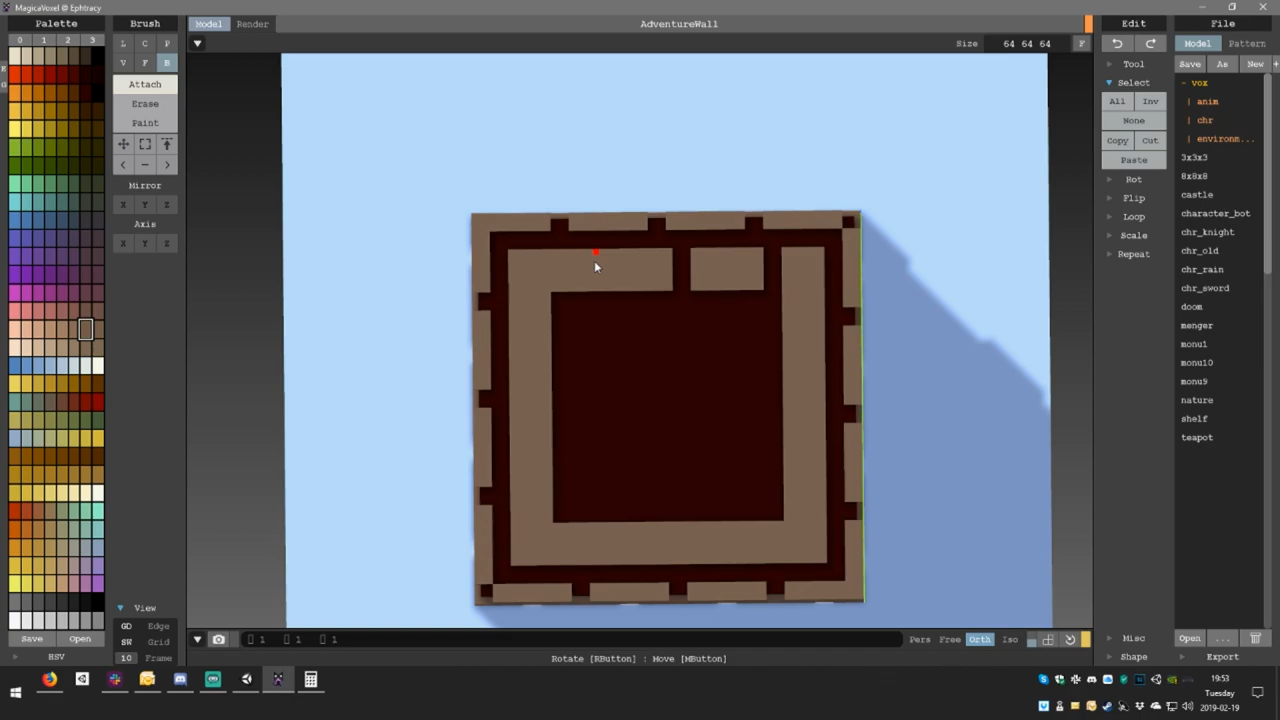 MagicaVoxel @ Ephtracy
Palette
Brush
Model
Render
AdventureWall
Edit
File
0 1 2 3
L C P
V F B
Size 64 64 64
F
Model
Pattern
Attach
Erase
Paint
Tool
Select
Save As New
All Inv
None
Copy Cut
Paste
Rot
Flip
Loop
Scale
Repeat
- vox
| anim
| chr
| environm...
3x3x3
8x8x8
castle
character_bot
chr_knight
chr_old
chr_rain
chr_sword
doom
menger
monu1
monu10
monu9
nature
shelf
teapot
< - >
Mirror
X Y Z
Axis
X Y Z
View
GD Edge
SW Grid
10 Frame
Save Open
HSV
1 1 1
Pers Free Orth Iso
Rotate [RButton] : Move [MButton]
Misc
Shape
Open ...
Export
19:53
Tuesday
2019-02-19